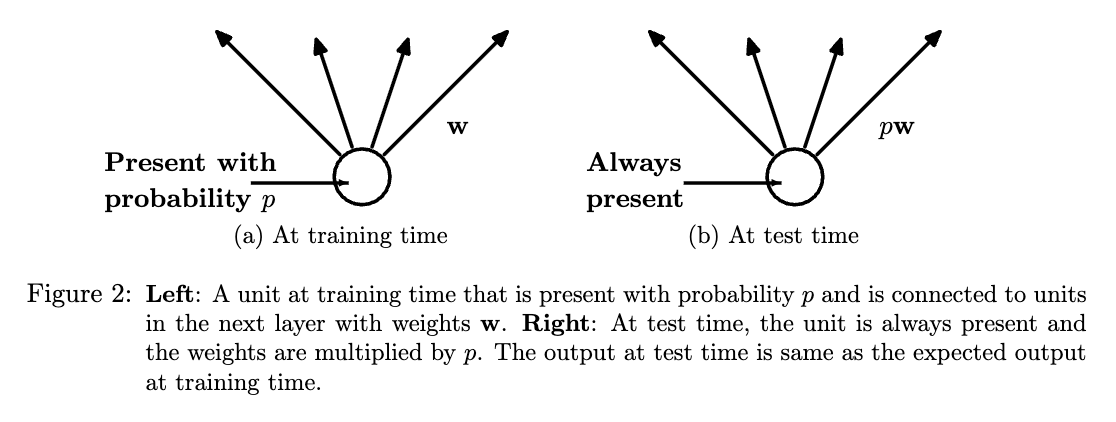 w
Present with
probability p
(a) At training time
pw
Always
present
(b) At test time
Figure 2: Left: A unit at training time that is present with probability p and is connected to units
in the next layer with weights w. Right: At test time, the unit is always present and
the weights are multiplied by p. The output at test time is same as the expected output
at training time.